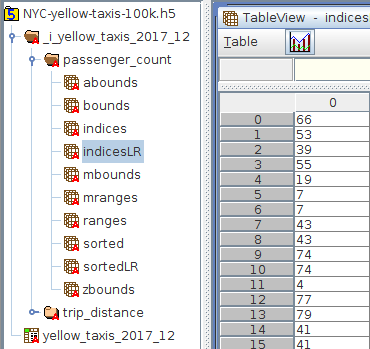 NYC-yellow-taxis-100k.h5
_i_yellow_taxis_2017_12
passenger_count
abounds
bounds
indices
indicesLR
mbounds
mranges
ranges
sorted
sortedLR
zbounds
trip_distance
yellow_taxis_2017_12
TableView - indices
Table
0
0 66
1 53
2 39
3 55
4 19
5 7
6 7
7 43
8 43
9 74
10 74
11 4
12 77
13 79
14 41
15 41